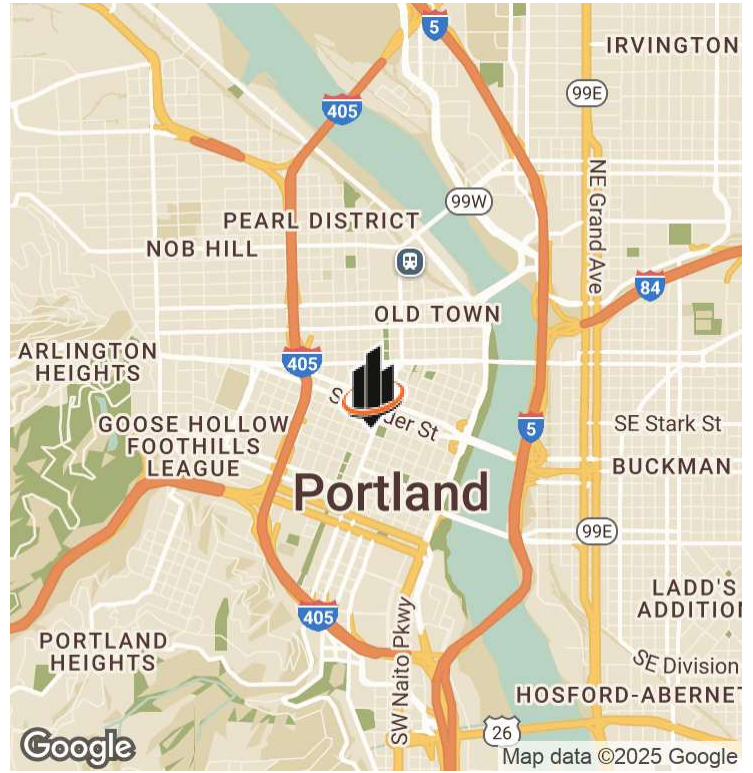 5
IRVINGTON
99E
405
NE Grand Ave
99W
PEARL DISTRICT
NOB HILL
84
OLD TOWN
ARLINGTON
HEIGHTS
405
GOOSE HOLLOW
FOOTHILLS
LEAGUE
der St
5
SE Stark St
BUCKMAN
Portland
99E
LADD'S
ADDITION
405
SW Naito Pkwy
PORTLAND
HEIGHTS
SE Division
HOSFORD-ABERNET
26
Google
Map data ©2025 Google